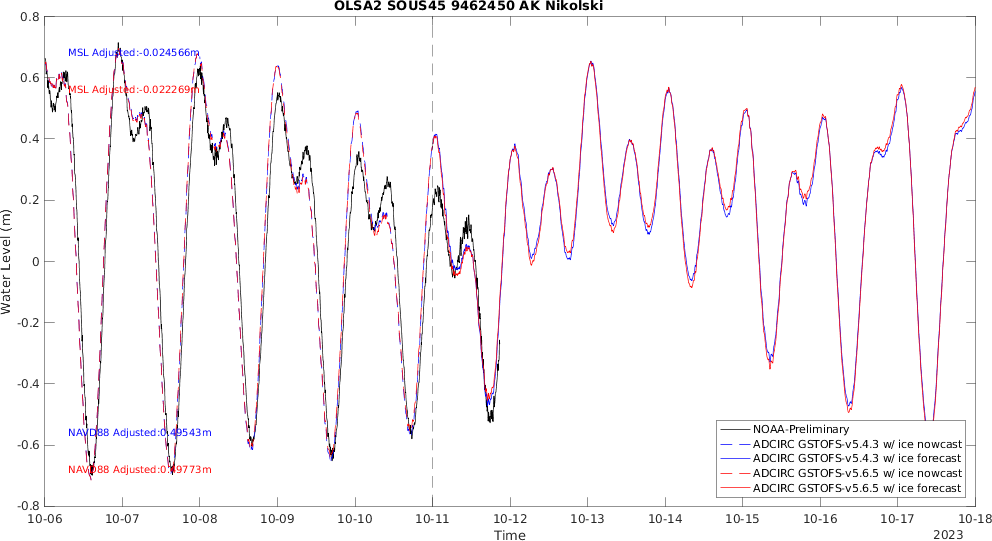 OLSA2 SOUS45 9462450 AK Nikolski
0.8
0.6
0.4
0.2
0
-0.2
-0.4
-0.6
-0.8
Water Level (m)
MSL Adjusted:-0.024566m
MSL Adjusted:-0.022269m
NAVD88 Adjusted:0.49543m
NAVD88 Adjusted:0.49773m
NOAA-Preliminary
ADCIRC GSTOFS-v5.4.3 w/ ice nowcast
ADCIRC GSTOFS-v5.4.3 w/ ice forecast
ADCIRC GSTOFS-v5.6.5 w/ ice nowcast
ADCIRC GSTOFS-v5.6.5 w/ ice forecast
10-06 10-07 10-08 10-09 10-10 10-11 10-12 10-13 10-14 10-15 10-16 10-17 10-18
Time
2023